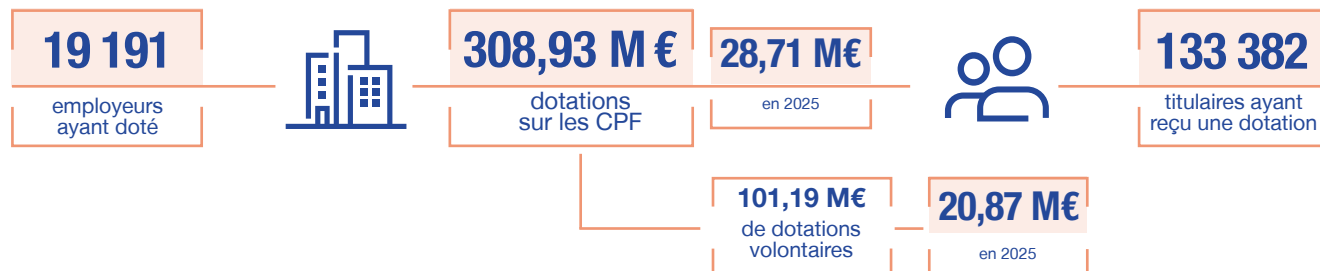 19 191
employeurs
ayant doté
308,93 M €
dotations
sur les CPF
28,71 M€
en 2025
133 382
titulaires ayant
reçu une dotation
101,19 M€
de dotations
volontaires
20,87 M€
en 2025